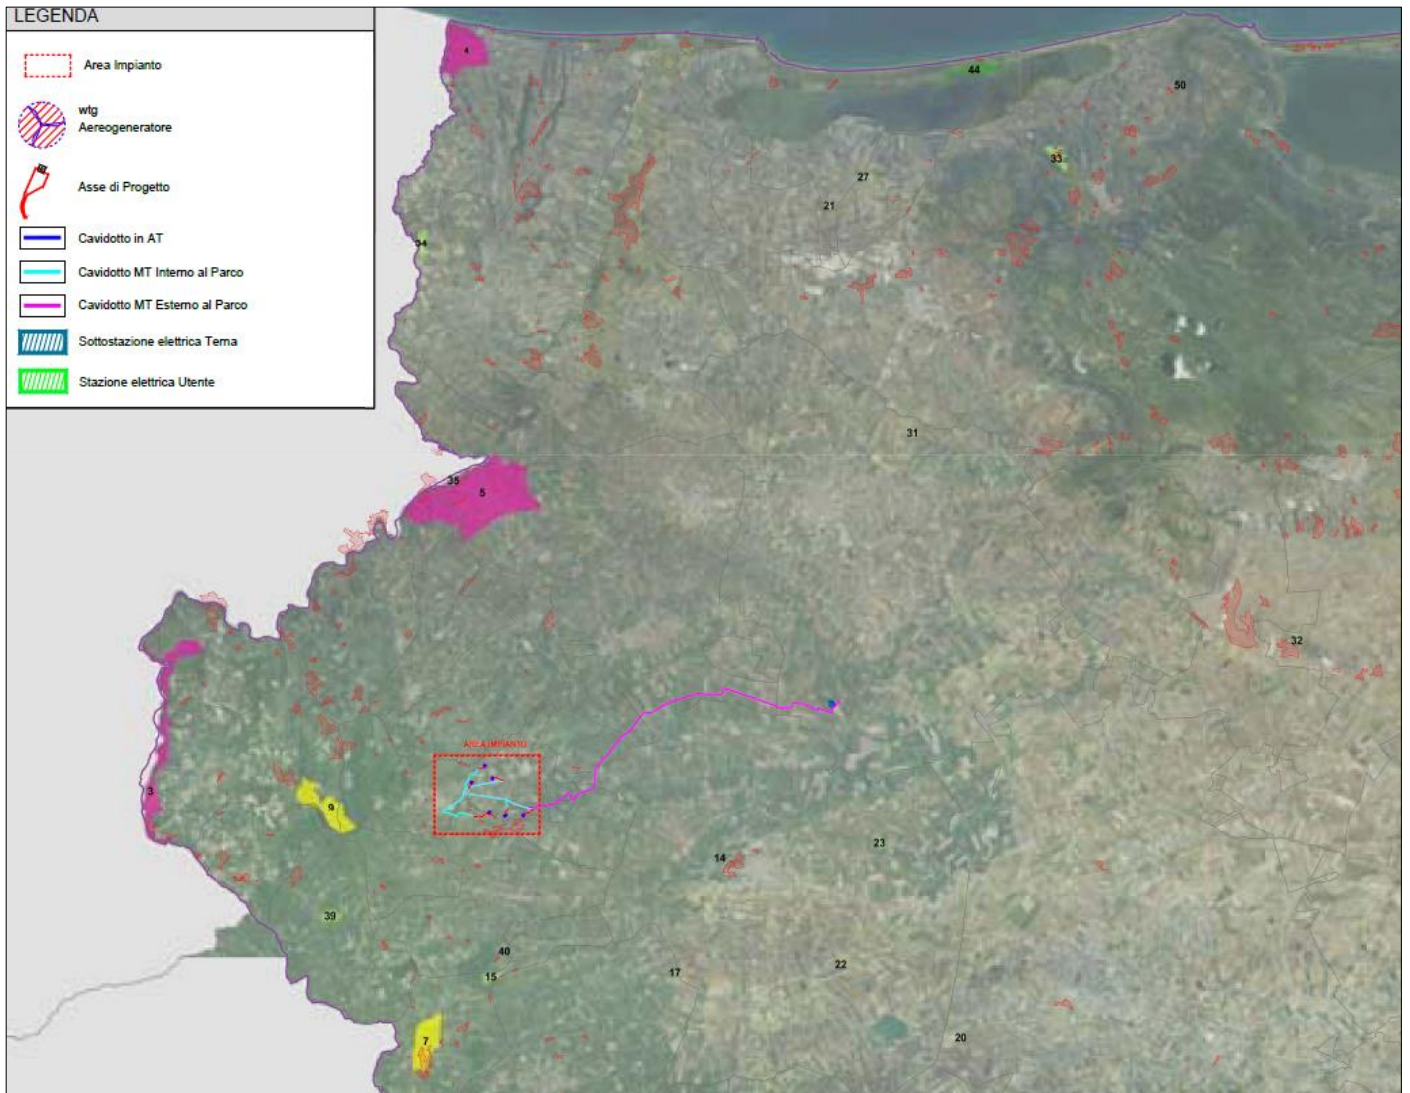 LEGENDA
Area Impianto
wtg
Aereogeneratore
Asse di Progetto
Cavidotto in AT
Cavidotto MT Interno al Parco
Cavidotto MT Esterno al Parco
Sottostazione elettrica Terna
Stazione elettrica Utente
4
44
50
33
27
21
34
31
35
5
32
AREA IMPIANTO
3
9
14
23
39
40
15
17
22
7
20